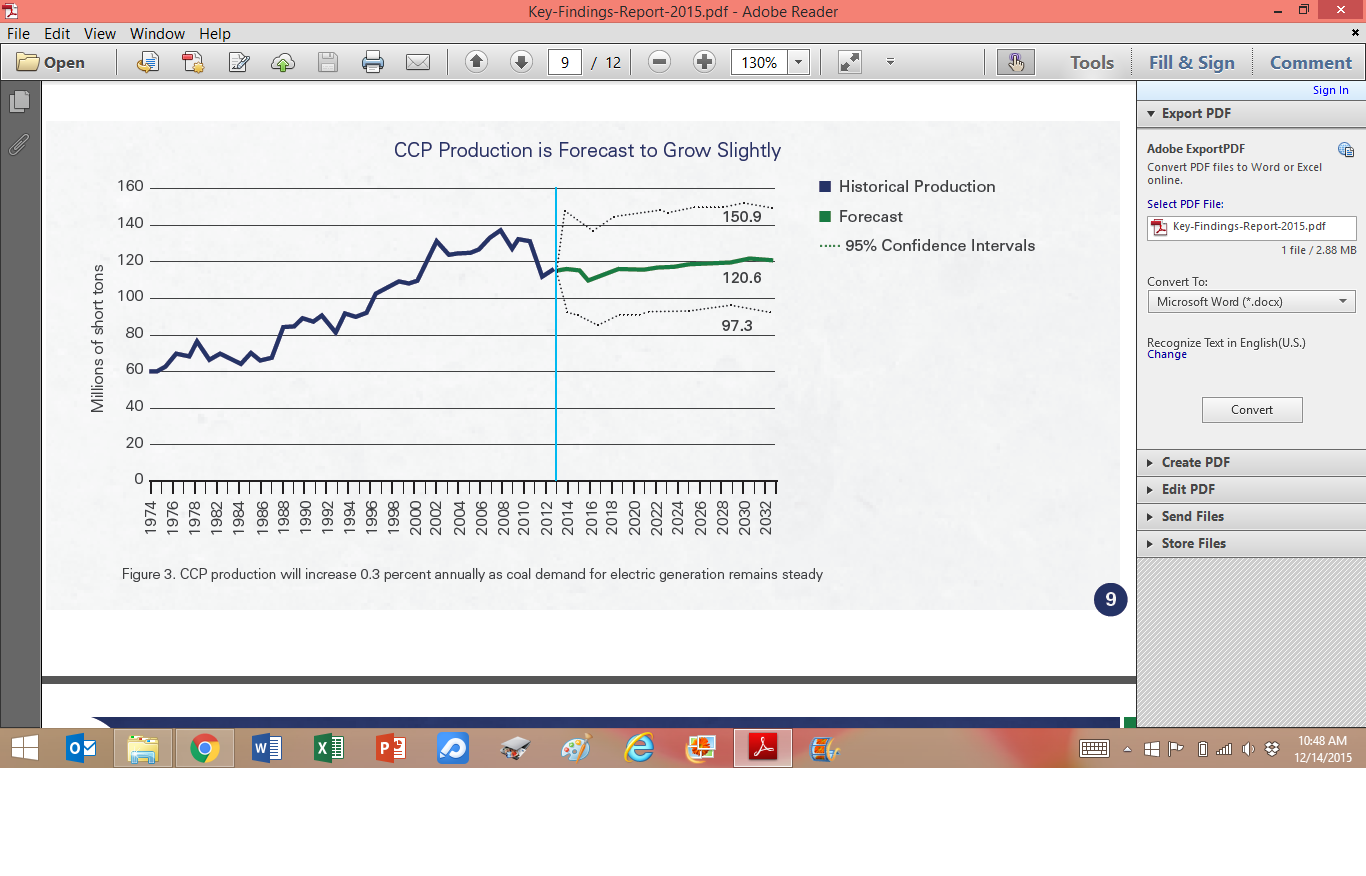 Key-Findings-Report-2015.pdf - Adobe Reader
File Edit View Window Help
Open 9 / 12 130% Tools Fill & Sign Comment
Sign In
Export PDF
Adobe ExportPDF
Convert PDF files to Word or Excel
online.
Select PDF File:
Key-Findings-Report-2015.pdf
1 file / 2.88 MB
Convert To:
Microsoft Word (*.docx)
Recognize Text in English(U.S.)
Change
Convert
Create PDF
Edit PDF
Send Files
Store Files
CCP Production is Forecast to Grow Slightly
Millions of short tons
160
140
120
100
80
60
40
20
0
150.9
120.6
97.3
Historical Production
Forecast
95% Confidence Intervals
1974 1976 1978 1982 1984 1986 1988 1990 1992 1994 1996 1998 2000 2002 2004 2006 2008 2010 2012 2014 2016 2018 2020 2022 2024 2026 2028 2030 2032
Figure 3. CCP production will increase 0.3 percent annually as coal demand for electric generation remains steady
9
10:48 AM
12/14/2015